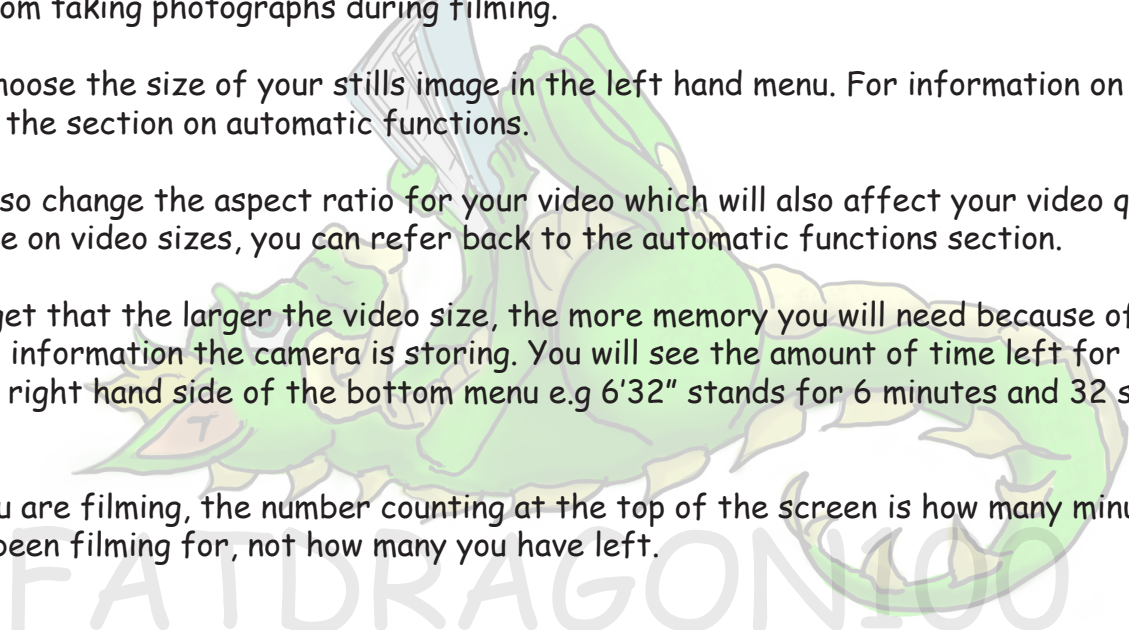 om taking photographs during filming.
hoose the size of your stills image in the left hand menu. For information on
the section on automatic functions.
so change the aspect ratio for your video which will also affect your video q
e on video sizes, you can refer back to the automatic functions section.
get that the larger the video size, the more memory you will need because of
information the camera is storing. You will see the amount of time left for
right hand side of the bottom menu e.g 6'32” stands for 6 minutes and 32 s
u are filming, the number counting at the top of the screen is how many minu
been filming for, not how many you have left.
FATDRAGON100